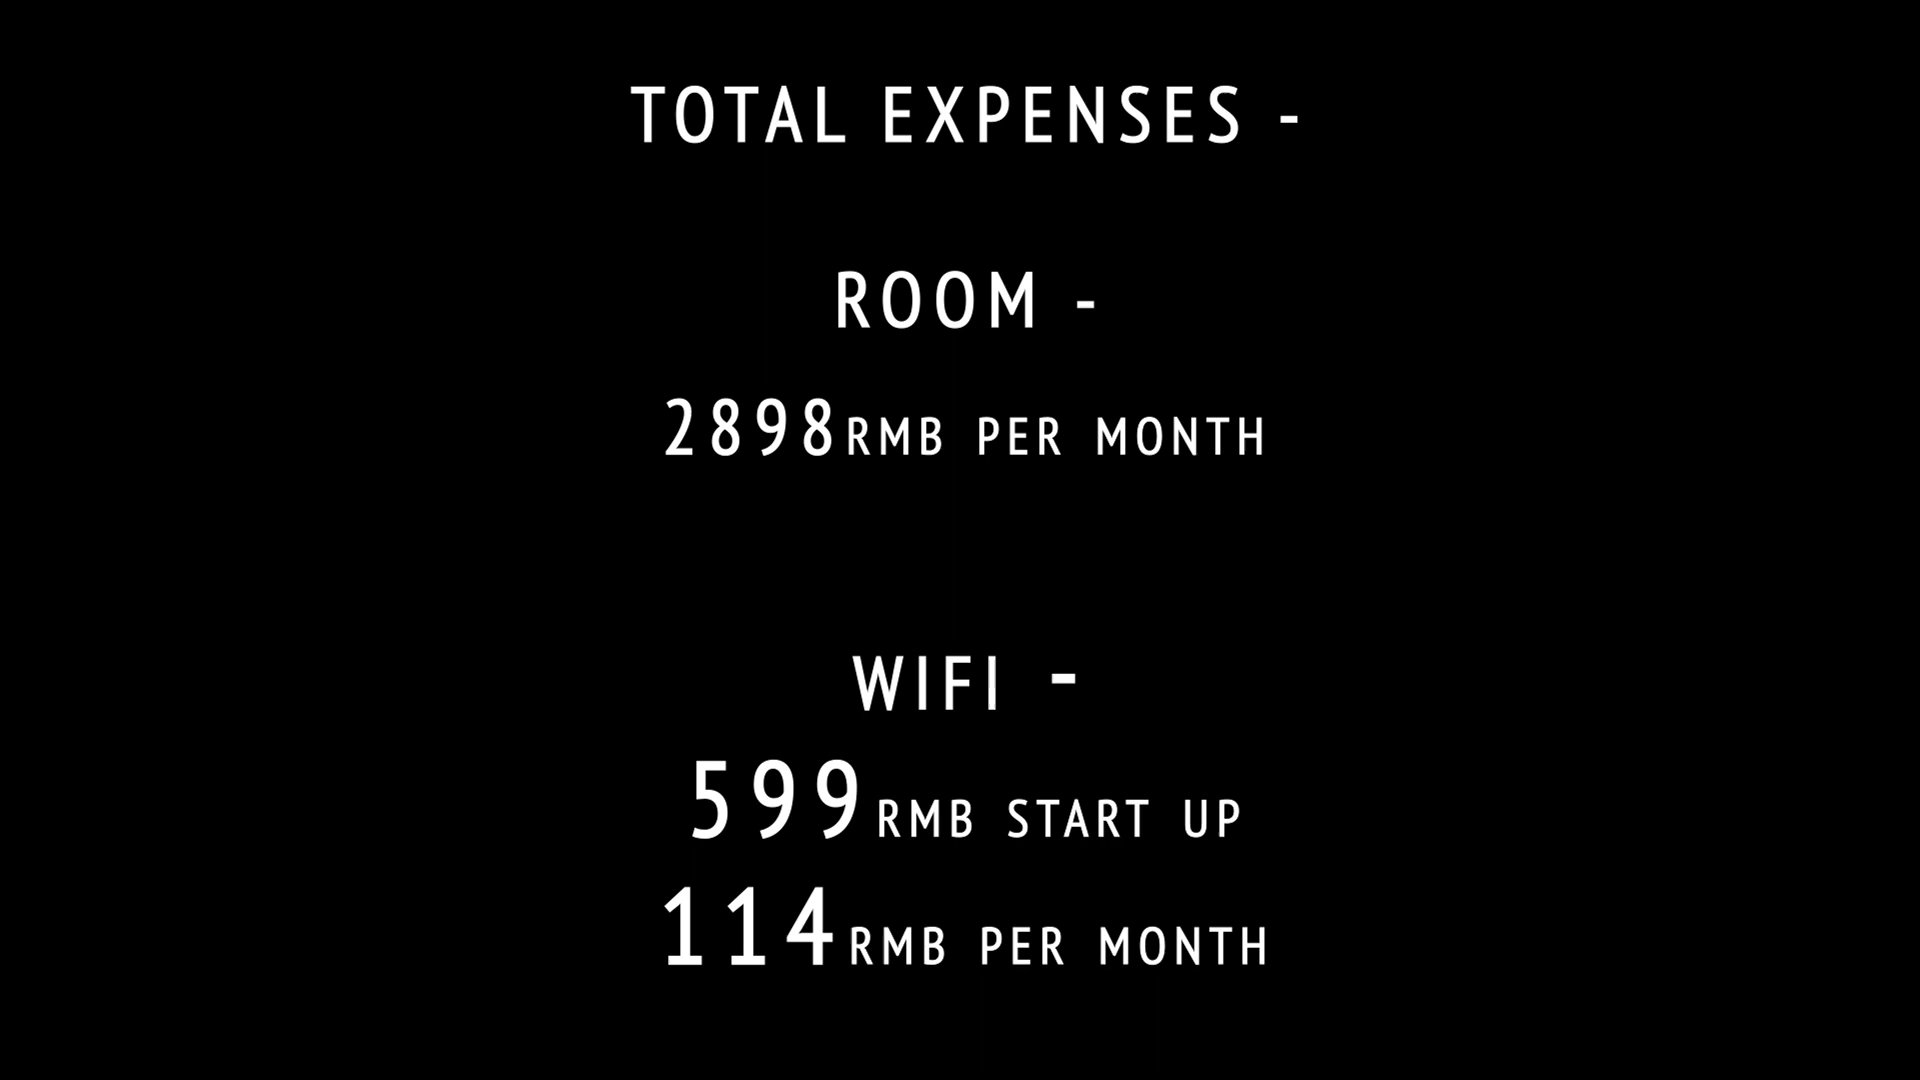 TOTAL EXPENSES -
ROOM -
2898RMB PER MONTH
WIFI -
599RMB START UP
114RMB PER MONTH